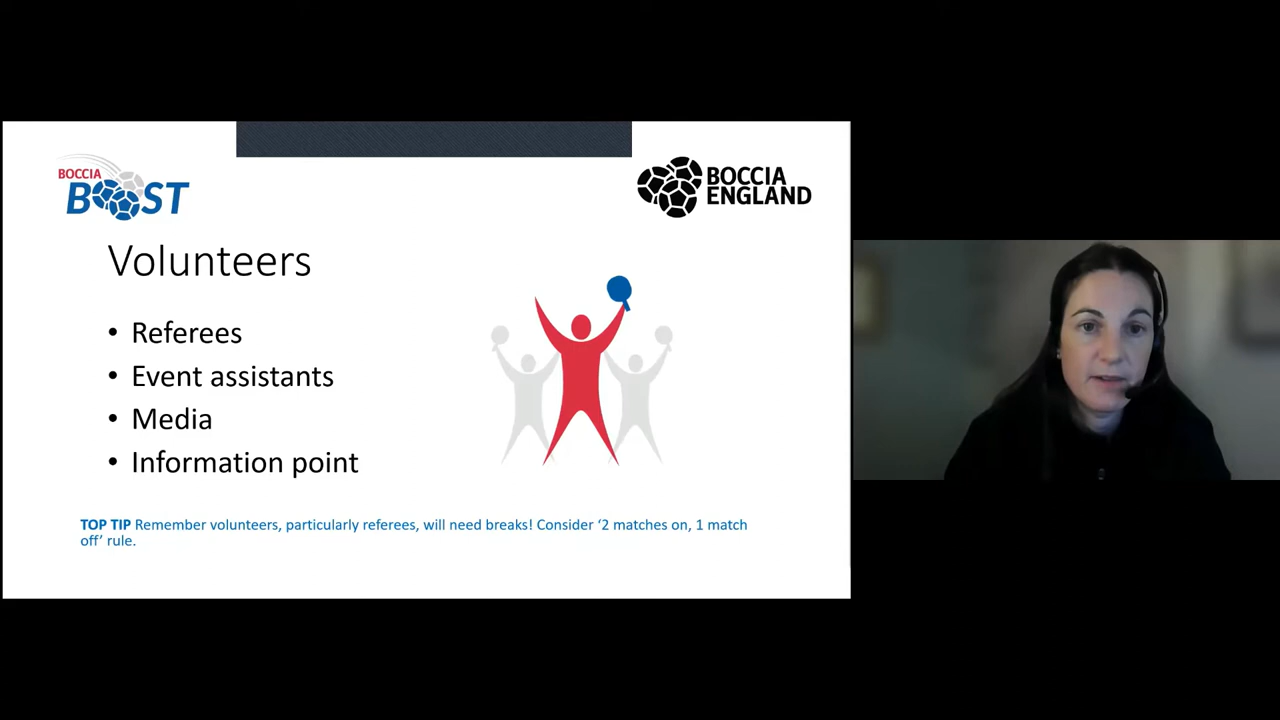 BOCCIA
BOOST
BOCCIA
ENGLAND
Volunteers
• Referees
• Event assistants
• Media
• Information point
TOP TIP Remember volunteers, particularly referees, will need breaks! Consider ‘2 matches on, 1 match
off’ rule.